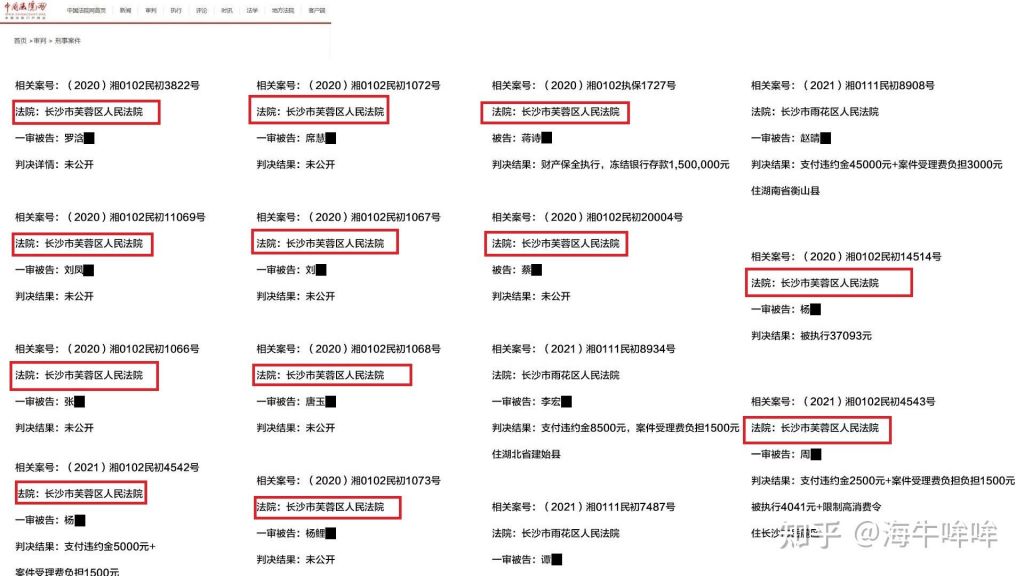 中国法院网
中国法院网首页 新闻 审判 执行 评论 时讯 法学 地方法院 客户端
首页 > 审判 > 刑事案件
相关案号：（2020）湘0102民初3822号
法院：长沙市芙蓉区人民法院
一审被告：罗浛
判决详情：未公开
相关案号：（2020）湘0102民初11069号
法院：长沙市芙蓉区人民法院
一审被告：刘凤
判决结果：未公开
相关案号：（2020）湘0102民初1066号
法院：长沙市芙蓉区人民法院
一审被告：张
判决结果：未公开
相关案号：（2021）湘0102民初4542号
法院：长沙市芙蓉区人民法院
一审被告：杨
判决结果：支付违约金5000元+
案件受理费负担1500元
相关案号：（2020）湘0102民初1072号
法院：长沙市芙蓉区人民法院
一审被告：席慧
判决结果：未公开
相关案号：（2020）湘0102民初1067号
法院：长沙市芙蓉区人民法院
一审被告：刘
判决结果：未公开
相关案号：（2020）湘0102民初1068号
法院：长沙市芙蓉区人民法院
一审被告：唐玉
判决结果：未公开
相关案号：（2020）湘0102民初1073号
法院：长沙市芙蓉区人民法院
一审被告：杨鲤
判决结果：未公开
相关案号：（2020）湘0102执保1727号
法院：长沙市芙蓉区人民法院
被告：蒋诗
判决结果：财产保全执行，冻结银行存款1,500,000元
相关案号：（2020）湘0102民初20004号
法院：长沙市芙蓉区人民法院
被告：蔡
判决结果：未公开
相关案号：（2021）湘0111民初8934号
法院：长沙市雨花区人民法院
一审被告：李宏
判决结果：支付违约金8500元，案件受理费负担1500元
住湖北省建始县
相关案号：（2021）湘0111民初7487号
法院：长沙市雨花区人民法院
一审被告：谭
相关案号：（2021）湘0111民初8908号
法院：长沙市雨花区人民法院
一审被告：赵晴
判决结果：支付违约金45000元+案件受理费负担3000元
住湖南省衡山县
相关案号：（2020）湘0102民初14514号
法院：长沙市芙蓉区人民法院
一审被告：杨
判决结果：被执行37093元
相关案号：（2021）湘0102民初4543号
法院：长沙市芙蓉区人民法院
一审被告：周
判决结果：支付违约金2500元+案件受理费负担负担1500元
被执行4041元+限制高消费令
住长沙
知乎 @海牛哞哞